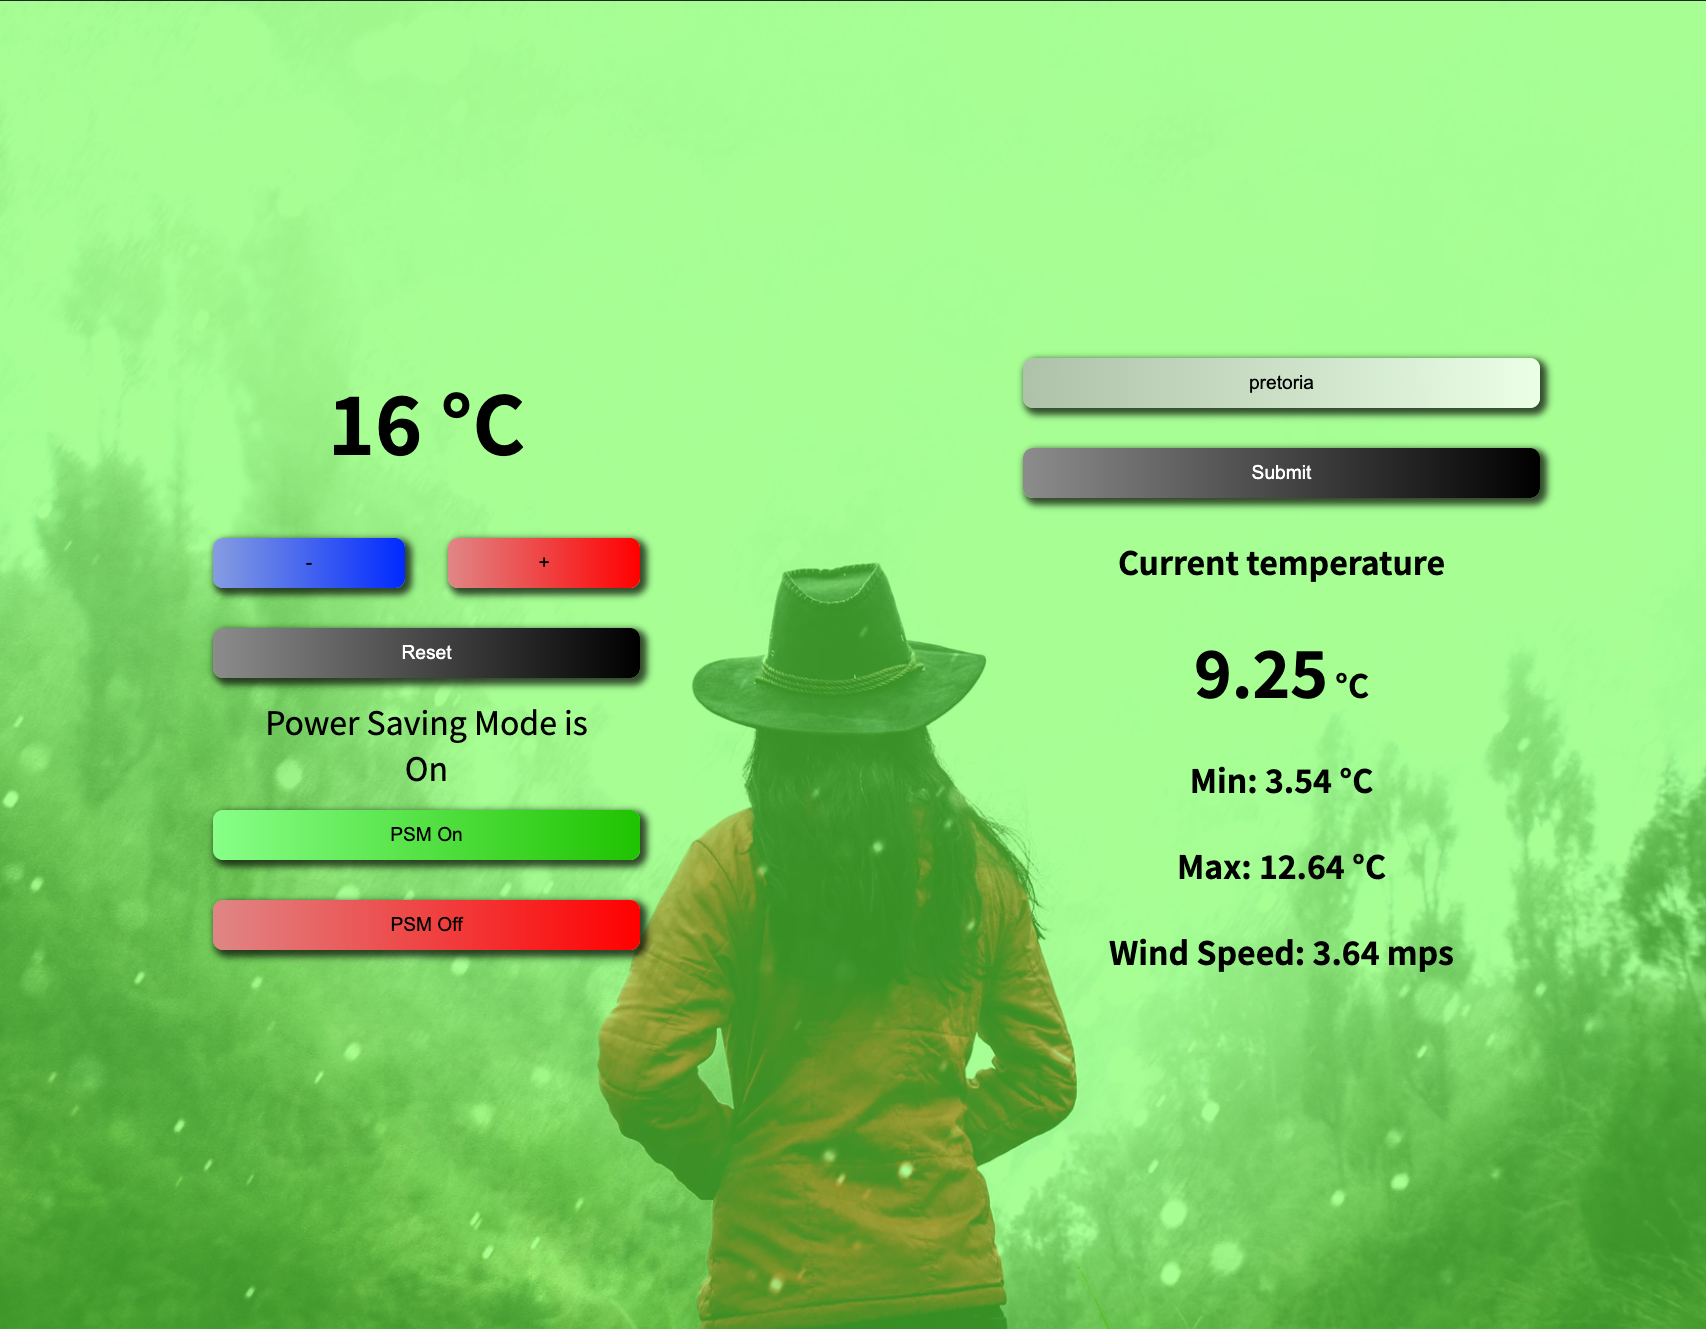 16 °C
-
+
Reset
Power Saving Mode is
On
PSM On
PSM Off
pretoria
Submit
Current temperature
9.25 °C
Min: 3.54 °C
Max: 12.64 °C
Wind Speed: 3.64 mps